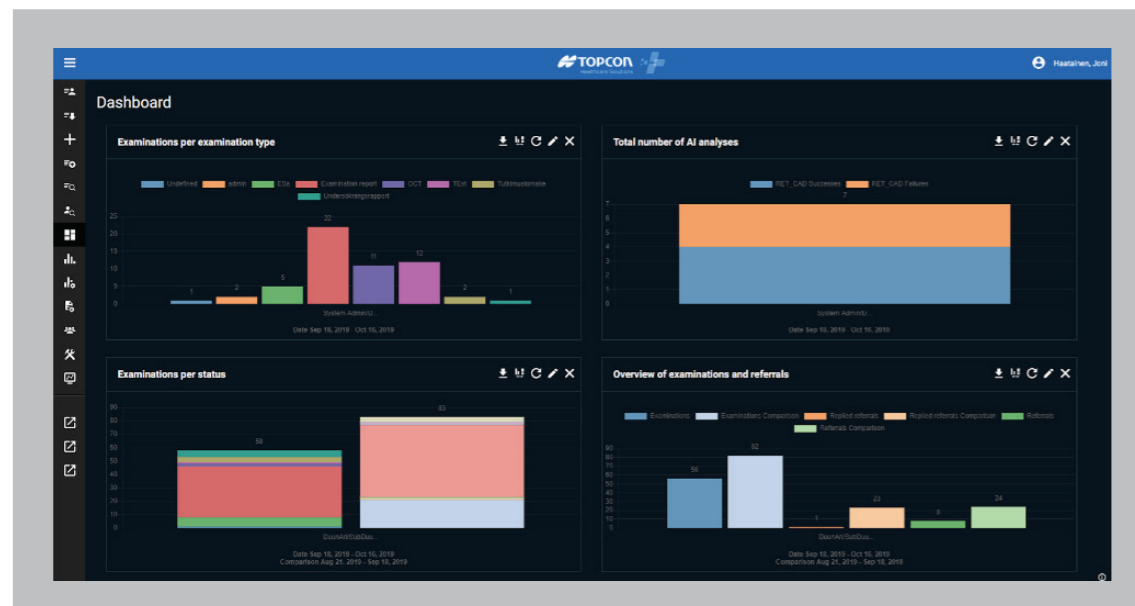 TOPCON
Healthcare Solutions
Haatainen, Joni
Dashboard
Examinations per examination type
Undefined admin ESa Examination report OCT TExt Tutkimustomake
Undersökningsrapport
25
20
15
10
5
0
1
2
5
22
11
12
2
1
System Admin/U...
Date Sep 18, 2019 - Oct 16, 2019
Total number of AI analyses
RET_CAD Successes RET_CAD Failures
7
7
6
5
4
3
2
1
0
System Admin/U...
Date Sep 18, 2019 - Oct 16, 2019
Examinations per status
90
80
70
60
50
40
30
20
10
0
83
DoonArt/SubDuo...
Date Sep 18, 2019 - Oct 16, 2019
Comparison Aug 21, 2019 - Sep 18, 2019
Overview of examinations and referrals
Examinations Examinations Comparison Replied referrals Replied referrals Comparison Referrals
Referrals Comparison
90
80
70
60
50
40
30
20
10
0
56
82
1
23
24
Date Sep 18, 2019 - Oct 16, 2019
Comparison Aug 21, 2019 - Sep 18, 2019